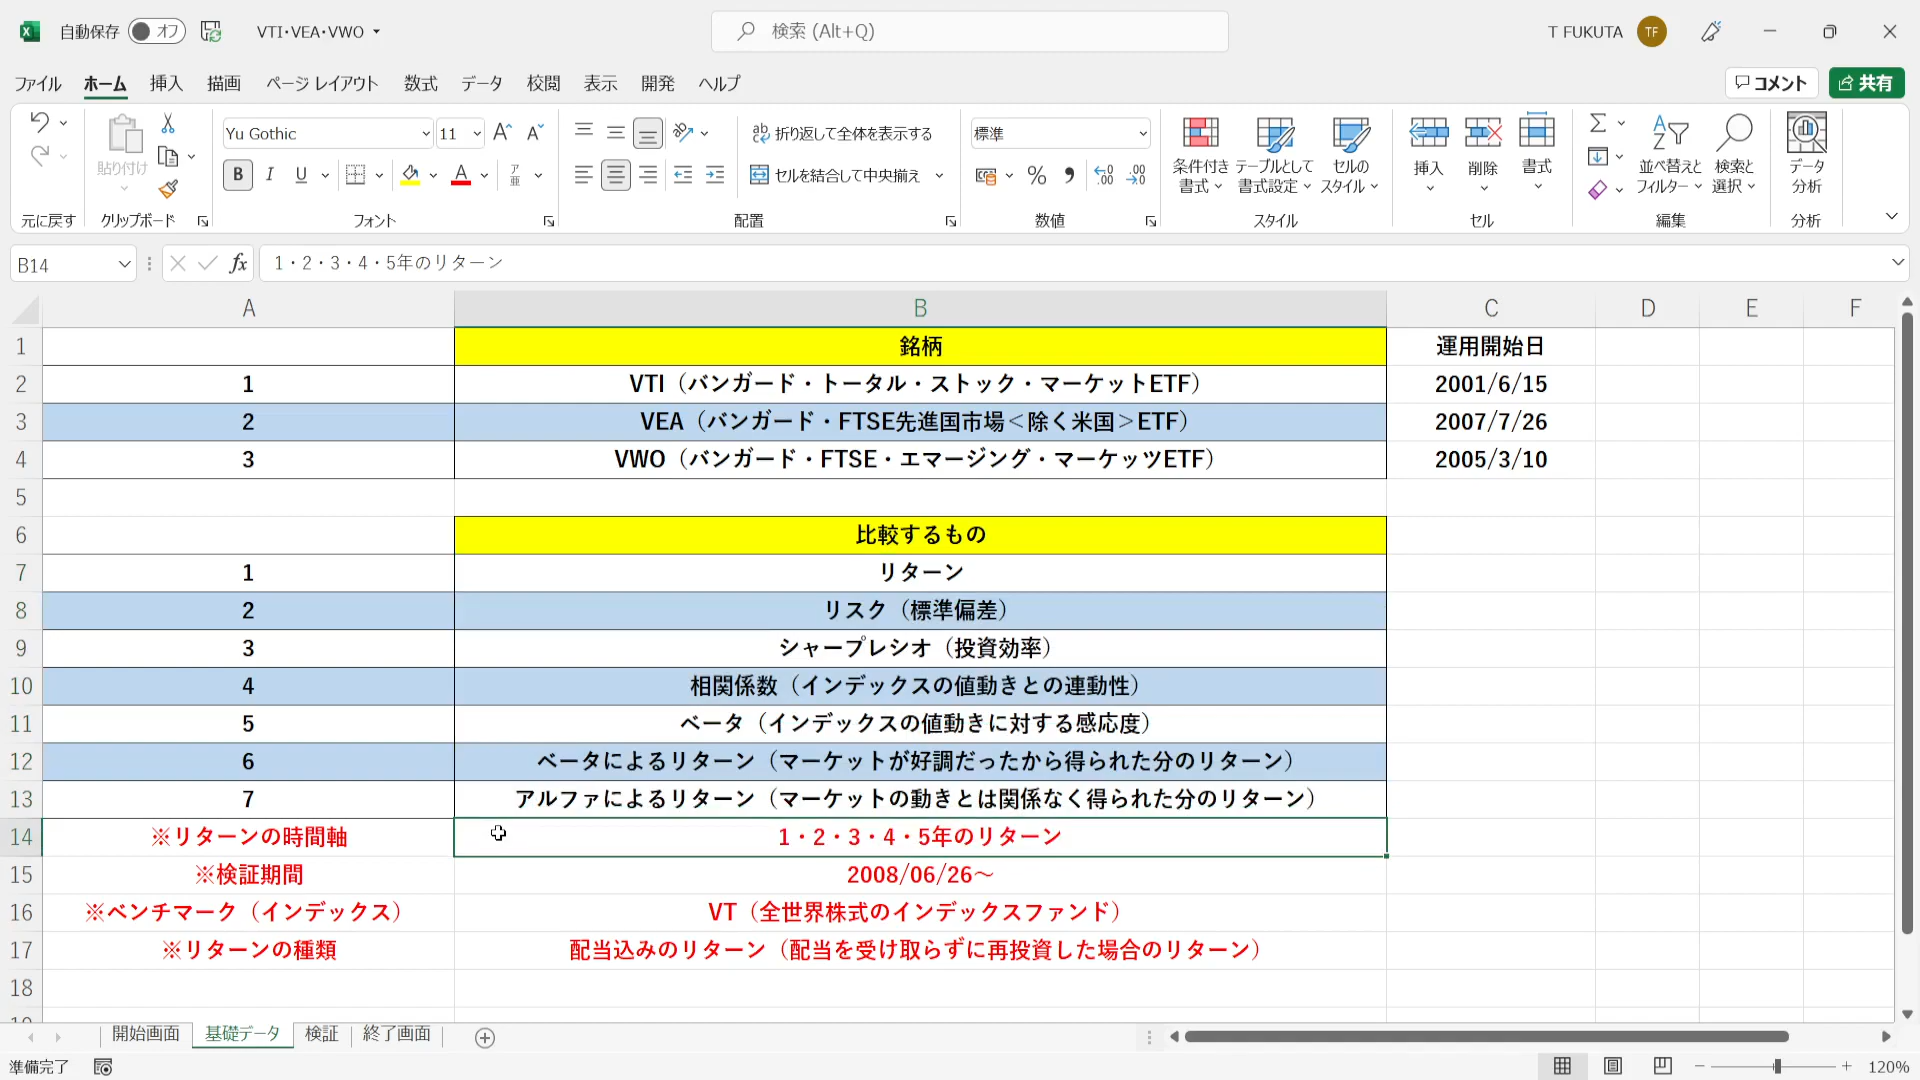 自動保存 オフ VTI•VEA•VWO 検索 (Alt+Q) T FUKUTA TF
ファイル ホーム 挿入 描画 ページ レイアウト 数式 データ 校閲 表示 開発 ヘルプ コメント 共有
Yu Gothic 11 折り返して全体を表示する 標準
貼り付け B I U セルを結合して中央揃え % 条件付き書式 テーブルとして書式設定 セルのスタイル 挿入 削除 書式 並べ替えとフィルター 検索と選択 データ分析
元に戻す クリップボード フォント 配置 数値 スタイル セル 編集 分析
B14 fx 1・2・3・4・5年のリターン
A B C D E F
1 銘柄 運用開始日
2 1 VTI（バンガード・トータル・ストック・マーケットETF） 2001/6/15
3 2 VEA（バンガード・FTSE先進国市場＜除く米国＞ETF） 2007/7/26
4 3 VWO（バンガード・FTSE・エマージング・マーケッツETF） 2005/3/10
5
6 比較するもの
7 1 リターン
8 2 リスク（標準偏差）
9 3 シャープレシオ（投資効率）
10 4 相関係数（インデックスの値動きとの連動性）
11 5 ベータ（インデックスの値動きに対する感応度）
12 6 ベータによるリターン（マーケットが好調だったから得られた分のリターン）
13 7 アルファによるリターン（マーケットの動きとは関係なく得られた分のリターン）
14 ※リターンの時間軸 1・2・3・4・5年のリターン
15 ※検証期間 2008/06/26～
16 ※ベンチマーク（インデックス） VT（全世界株式のインデックスファンド）
17 ※リターンの種類 配当込みのリターン（配当を受け取らずに再投資した場合のリターン）
18
開始画面 基礎データ 検証 終了画面
準備完了 120%